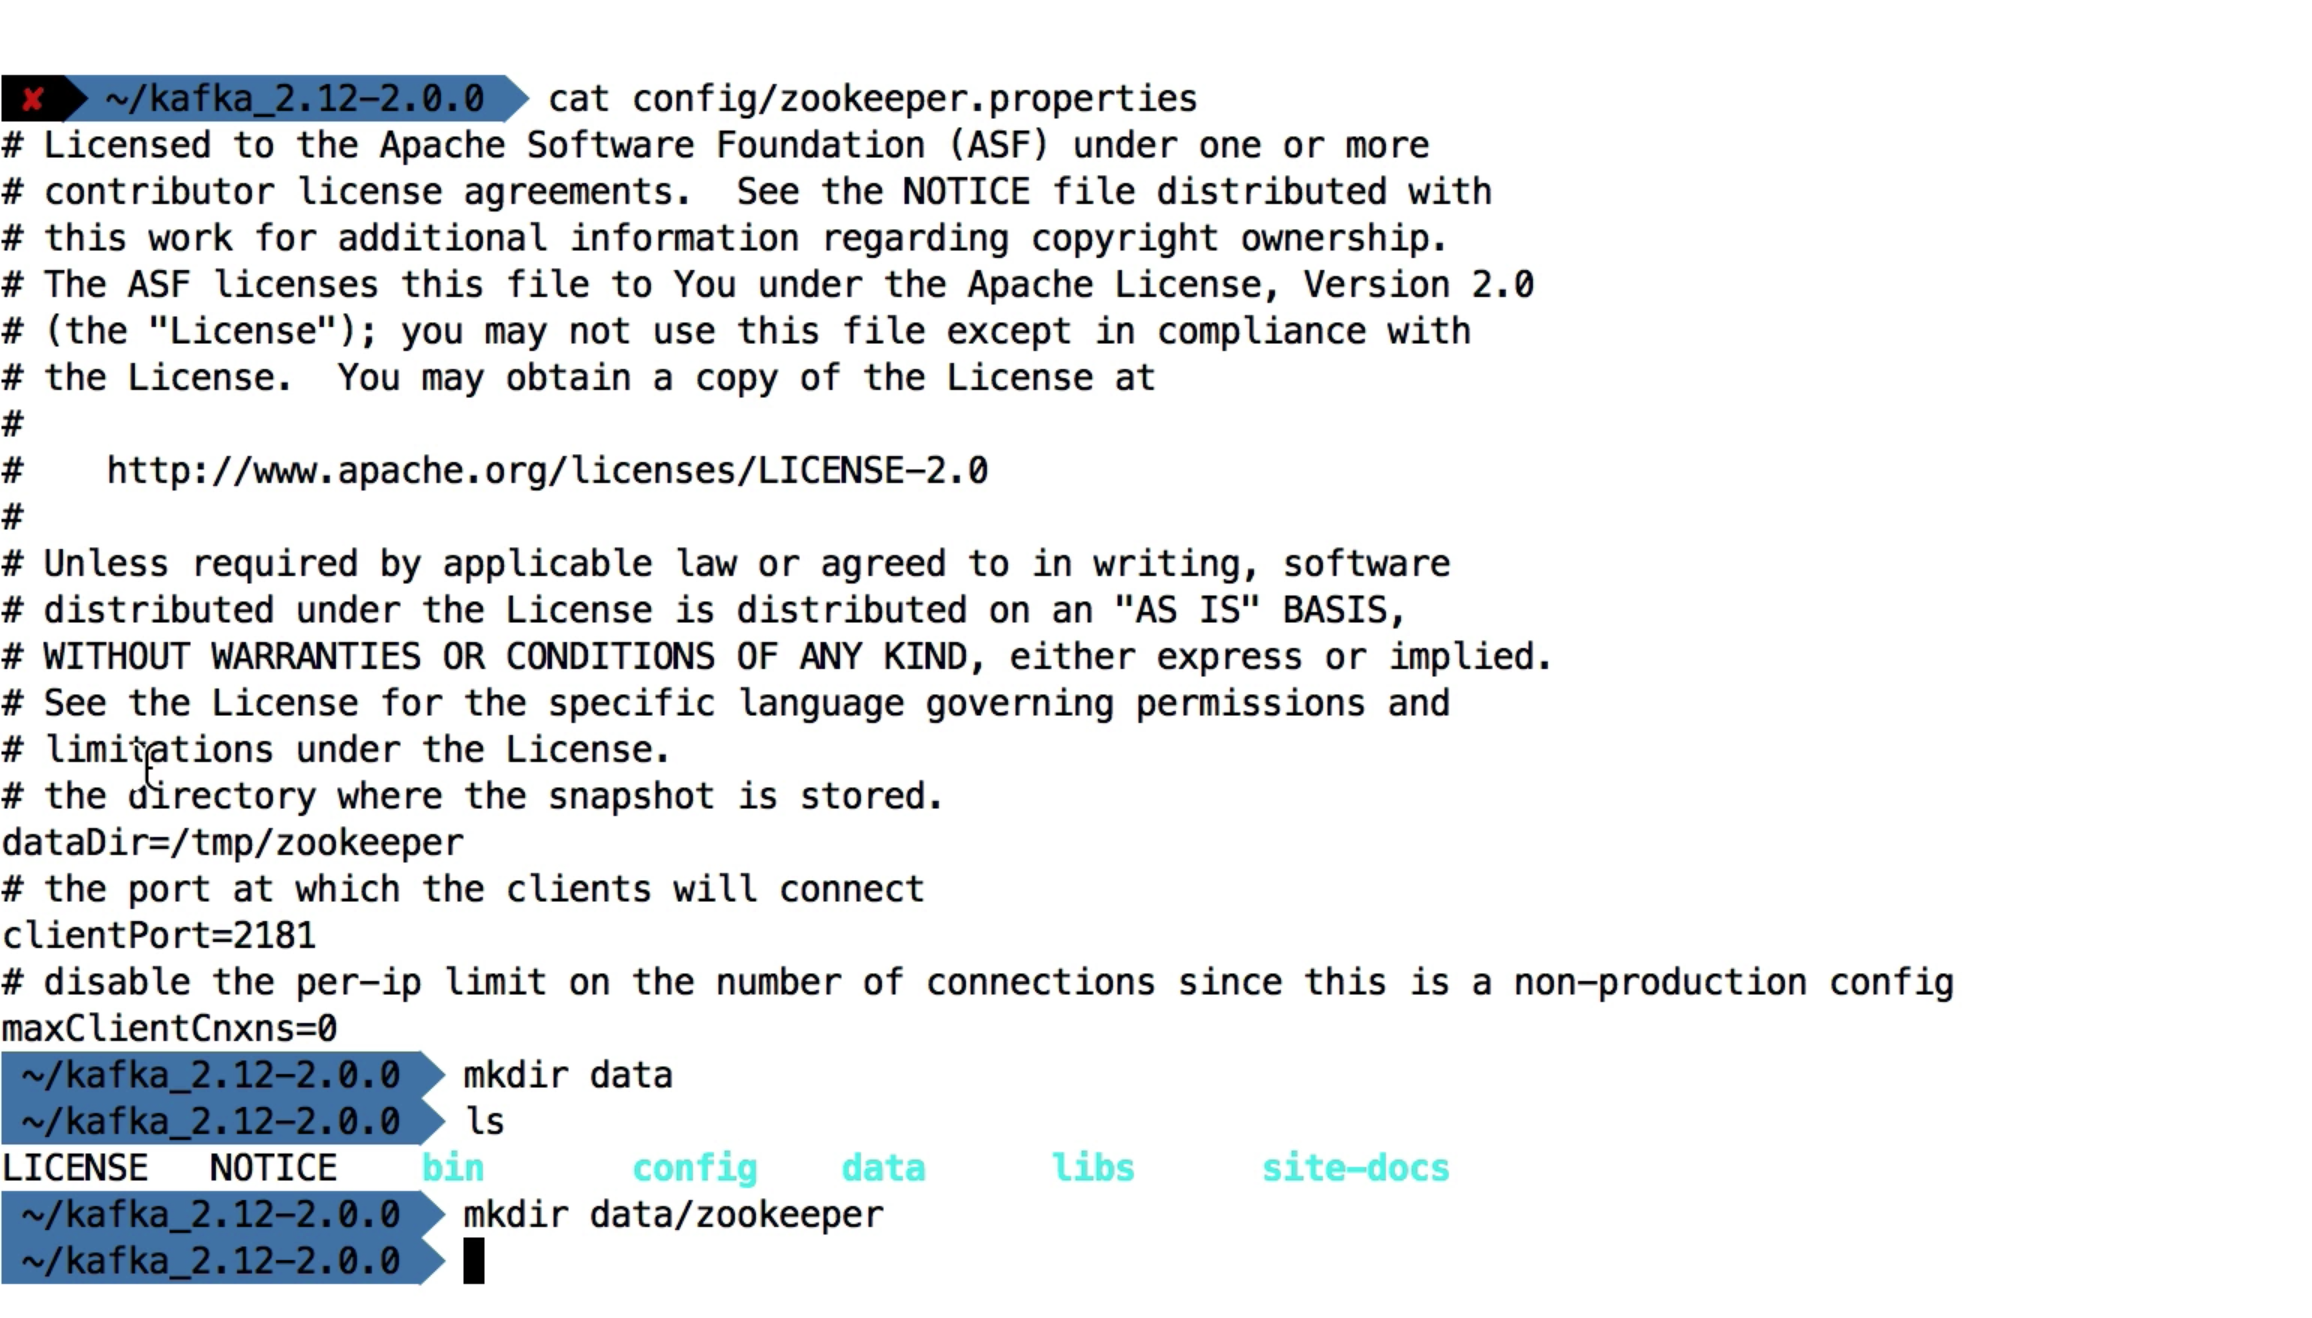 ✘ ~/kafka_2.12-2.0.0 cat config/zookeeper.properties
# Licensed to the Apache Software Foundation (ASF) under one or more
# contributor license agreements.  See the NOTICE file distributed with
# this work for additional information regarding copyright ownership.
# The ASF licenses this file to You under the Apache License, Version 2.0
# (the "License"); you may not use this file except in compliance with
# the License.  You may obtain a copy of the License at
#
#    http://www.apache.org/licenses/LICENSE-2.0
#
# Unless required by applicable law or agreed to in writing, software
# distributed under the License is distributed on an "AS IS" BASIS,
# WITHOUT WARRANTIES OR CONDITIONS OF ANY KIND, either express or implied.
# See the License for the specific language governing permissions and
# limitations under the License.
# the directory where the snapshot is stored.
dataDir=/tmp/zookeeper
# the port at which the clients will connect
clientPort=2181
# disable the per-ip limit on the number of connections since this is a non-production config
maxClientCnxns=0
~/kafka_2.12-2.0.0 mkdir data
~/kafka_2.12-2.0.0 ls
LICENSE   NOTICE    bin       config    data      libs      site-docs
~/kafka_2.12-2.0.0 mkdir data/zookeeper
~/kafka_2.12-2.0.0